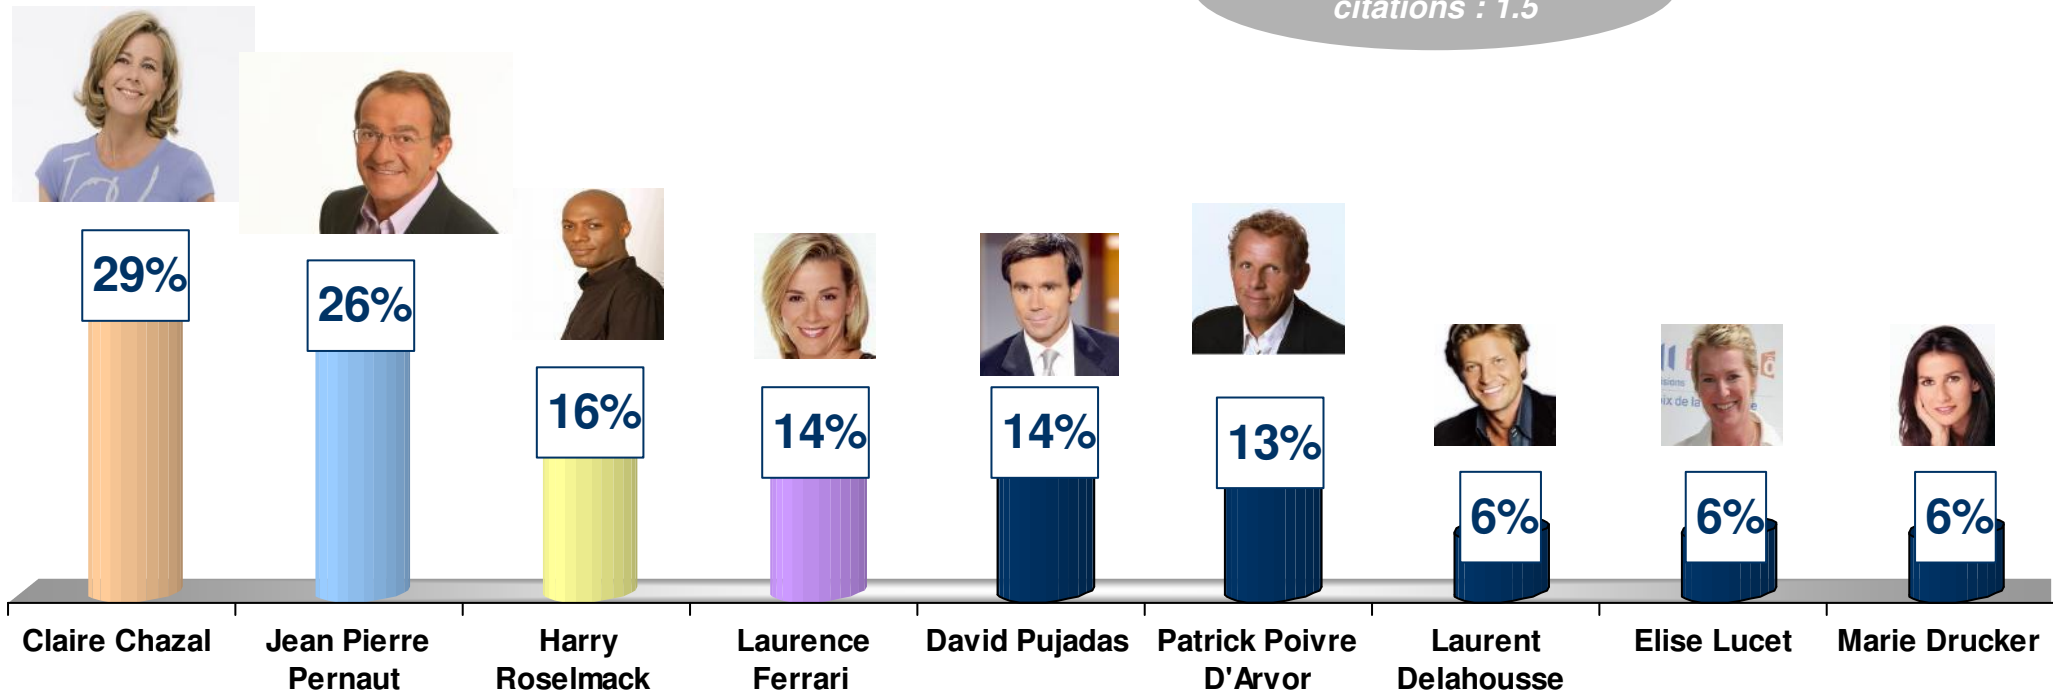 citations : 1.5
29%
26%
16%
14%
14%
13%
6%
6%
6%
Claire Chazal
Jean Pierre
Pernaut
Harry
Roselmack
Laurence
Ferrari
David Pujadas
Patrick Poivre
D'Arvor
Laurent
Delahousse
Elise Lucet
Marie Drucker